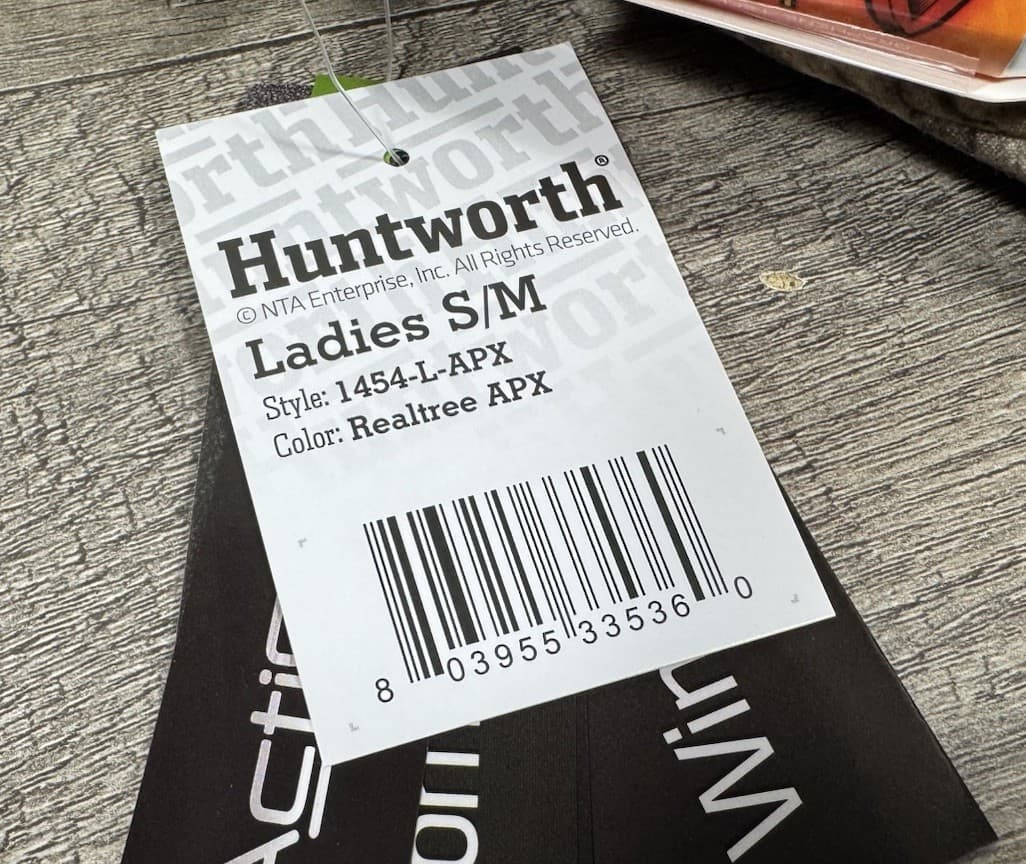 Huntworth®
© NTA Enterprise, Inc. All Rights Reserved.
Ladies S/M
Style: 1454-L-APX
Color: Realtree APX
8 03955 33536 0